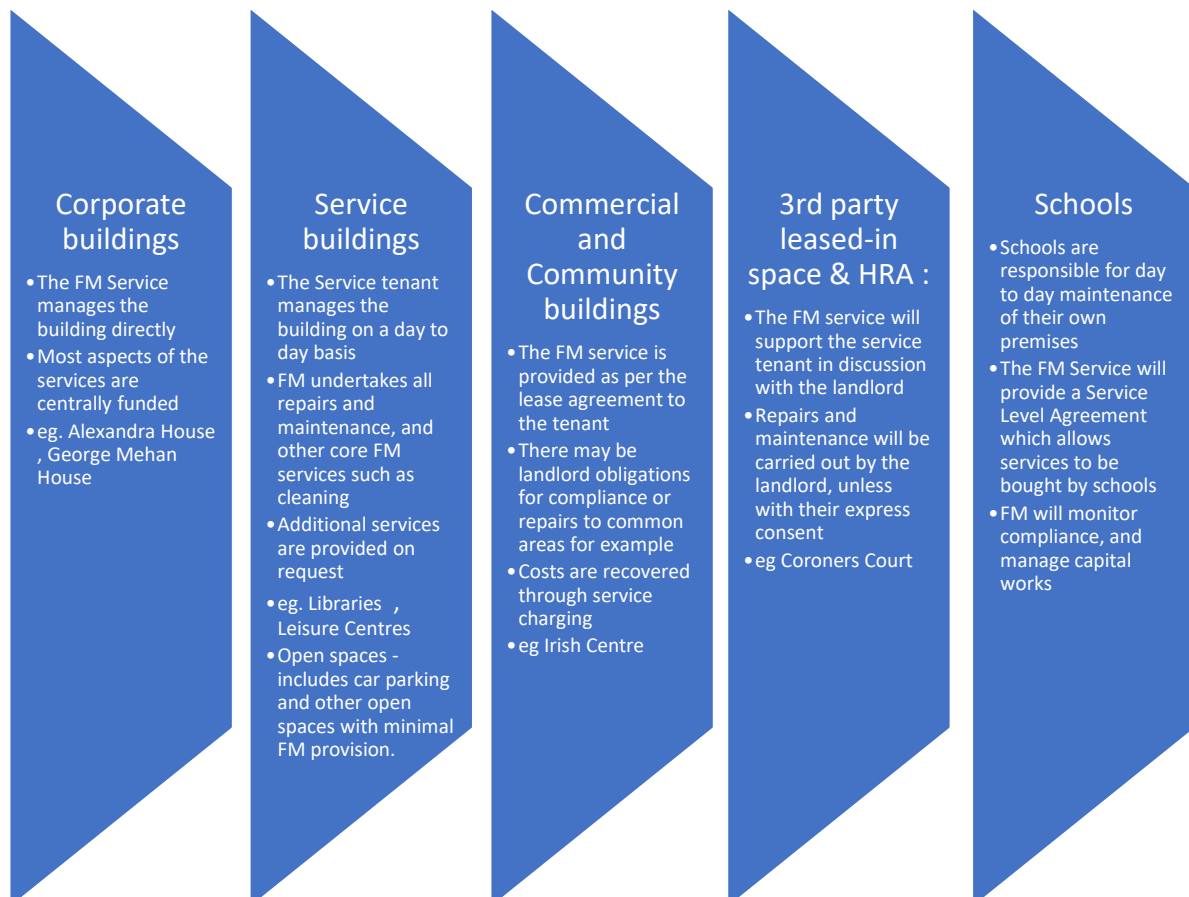 Corporate
buildings
•The FM Service
manages the
building directly
•Most aspects of the
services are
centrally funded
•eg. Alexandra House
, George Mehan
House
Service
buildings
•The Service tenant
manages the
building on a day to
day basis
•FM undertakes all
repairs and
maintenance, and
other core FM
services such as
cleaning
•Additional services
are provided on
request
•eg. Libraries ,
Leisure Centres
•Open spaces -
includes car parking
and other open
spaces with minimal
FM provision.
Commercial
and
Community
buildings
•The FM service is
provided as per the
lease agreement to
the tenant
•There may be
landlord obligations
for compliance or
repairs to common
areas for example
•Costs are recovered
through service
charging
•eg Irish Centre
3rd party
leased-in
space & HRA :
•The FM service will
support the service
tenant in discussion
with the landlord
•Repairs and
maintenance will be
carried out by the
landlord, unless
with their express
consent
•eg Coroners Court
Schools
•Schools are
responsible for day
to day maintenance
of their own
premises
•The FM Service will
provide a Service
Level Agreement
which allows
services to be
bought by schools
•FM will monitor
compliance, and
manage capital
works